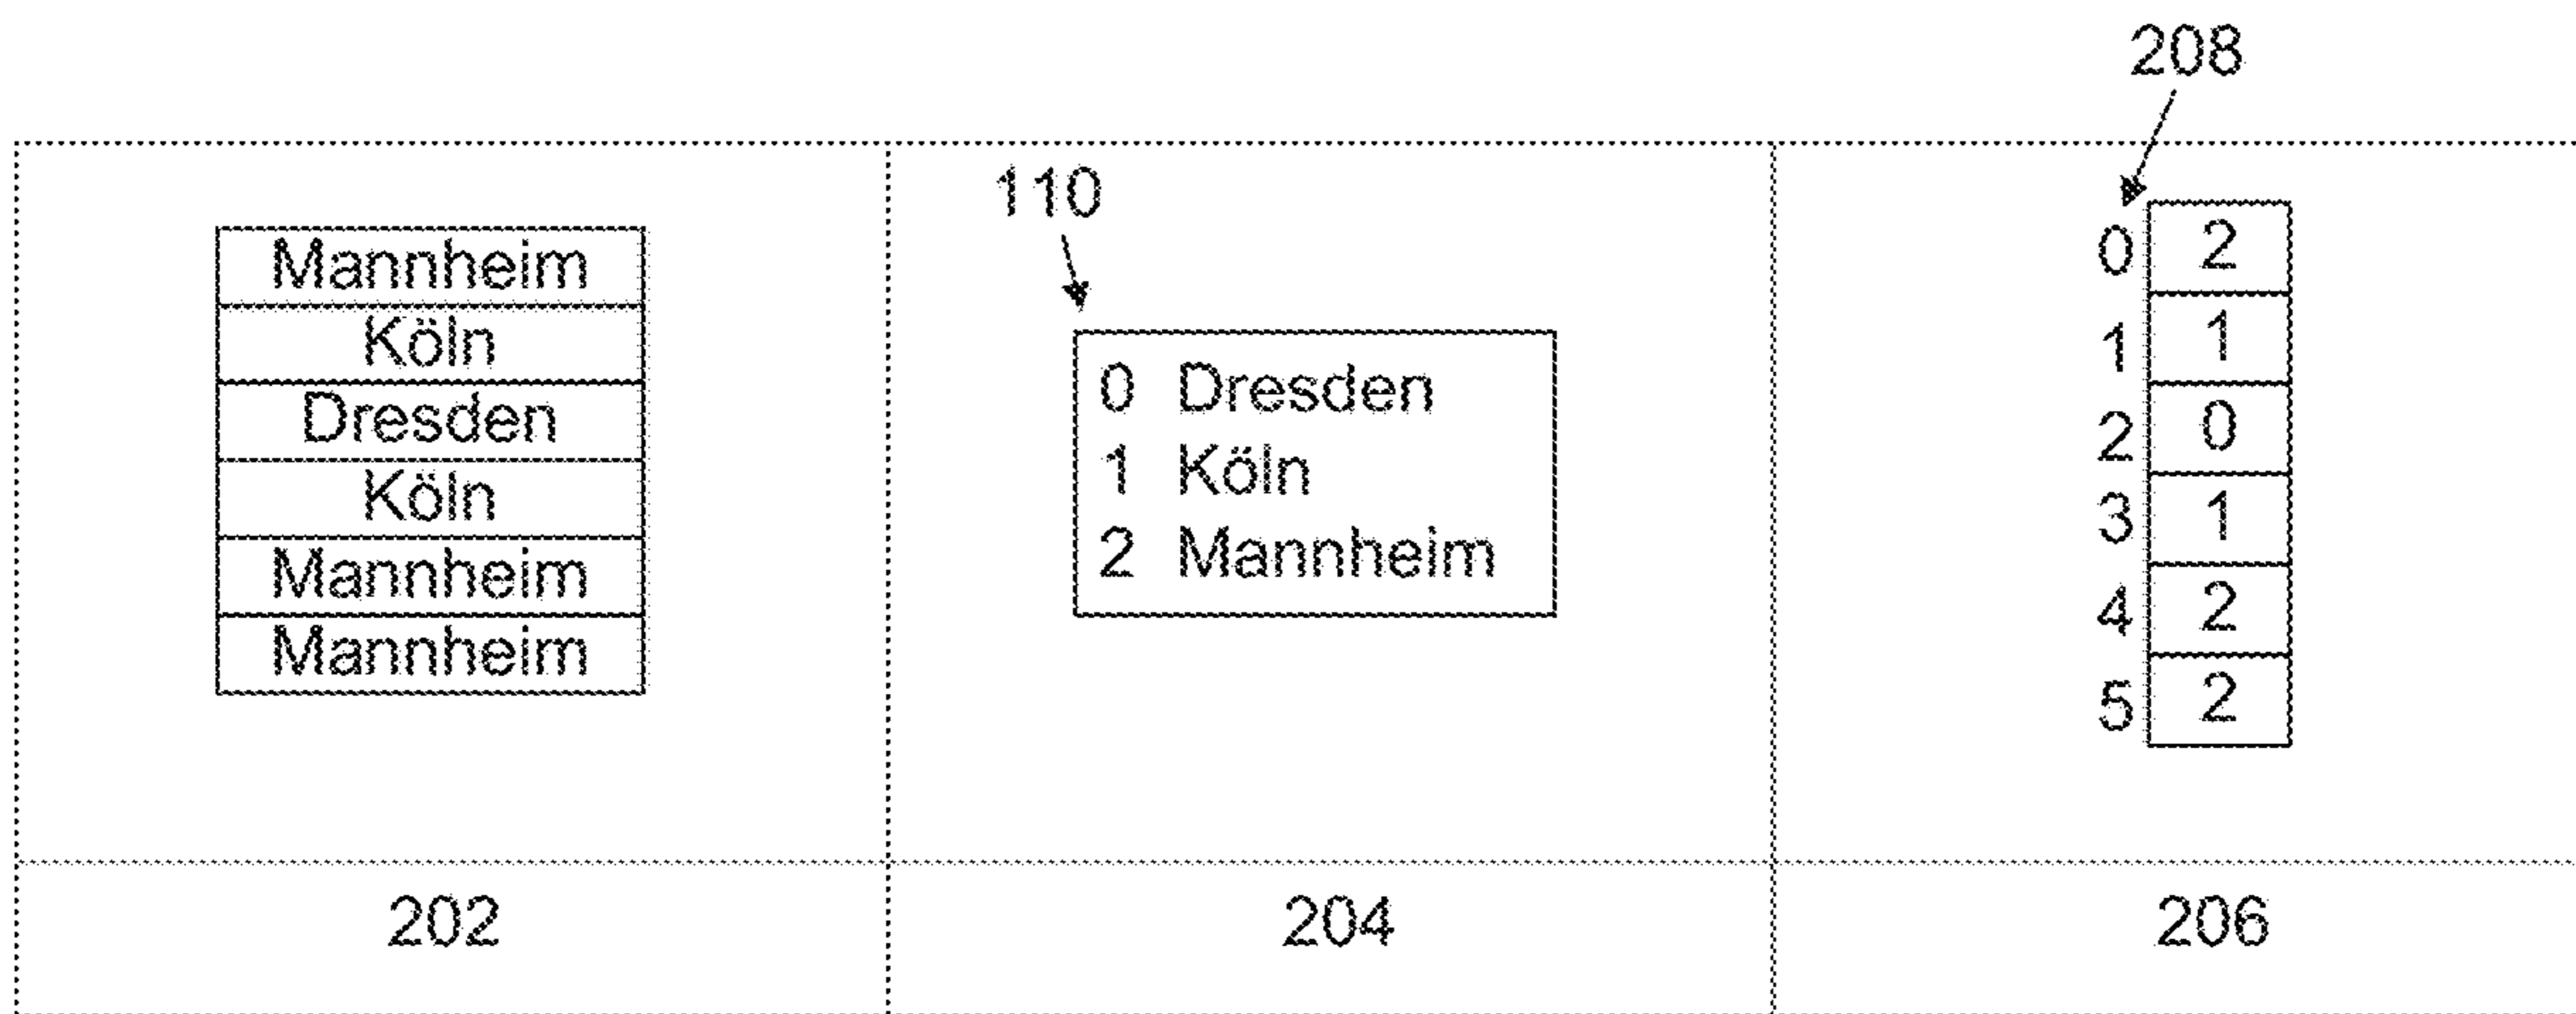 208
110
Mannheim
Köln
Dresden
Köln
Mannheim
Mannheim
0 Dresden
1 Köln
2 Mannheim
0 2
1 1
2 0
3 1
4 2
5 2
202
204
206